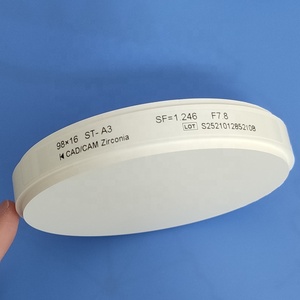 98×16 ST-A3
CAD/CAM Zirconia
SF=1.246 F7.8
LOT S2521012852108